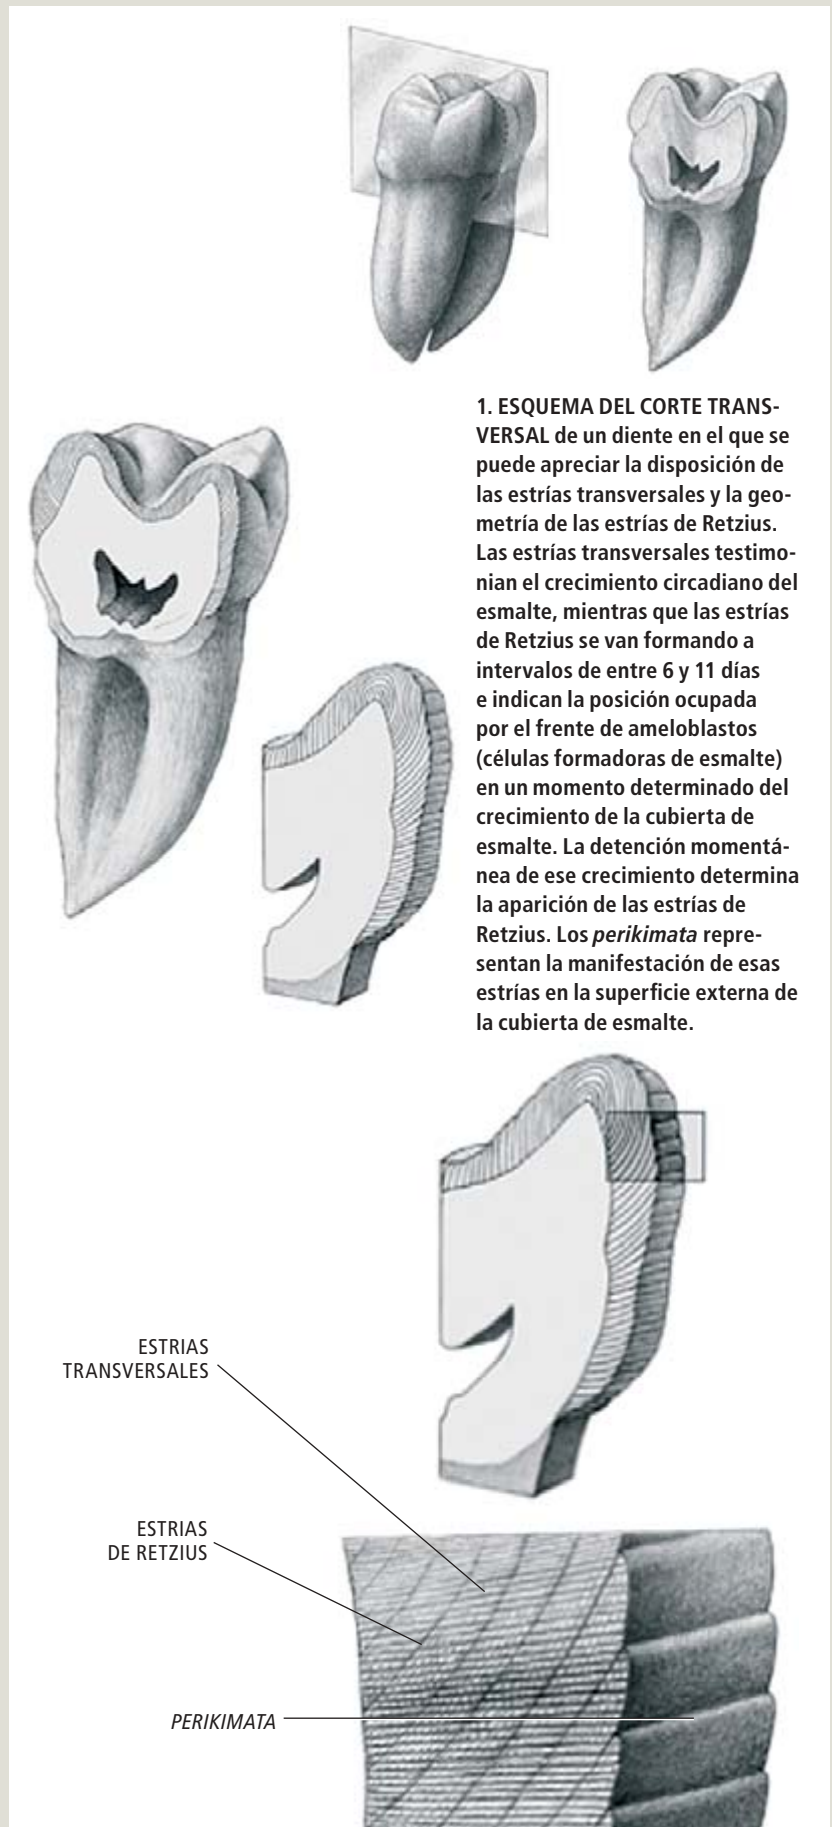 1. ESQUEMA DEL CORTE TRANS-
VERSAL de un diente en el que se
puede apreciar la disposición de
las estrías transversales y la geo-
metría de las estrías de Retzius.
Las estrías transversales testimo-
nian el crecimiento circadiano del
esmalte, mientras que las estrías
de Retzius se van formando a
intervalos de entre 6 y 11 días
e indican la posición ocupada
por el frente de ameloblastos
(células formadoras de esmalte)
en un momento determinado del
crecimiento de la cubierta de
esmalte. La detención momentá-
nea de ese crecimiento determina
la aparición de las estrías de
Retzius. Los perikimata repre-
sentan la manifestación de esas
estrías en la superficie externa de
la cubierta de esmalte.
ESTRIAS
TRANSVERSALES
ESTRIAS
DE RETZIUS
PERIKIMATA